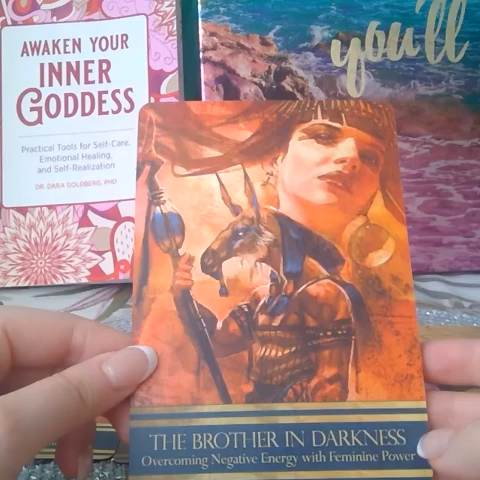 AWAKEN YOUR
INNER
GODDESS
Practical Tools for Self-Care,
Emotional Healing,
and Self-Realization
DR. DARA GOLDBERG, PHD
you'll
THE BROTHER IN DARKNESS
Overcoming Negative Energy with Feminine Power